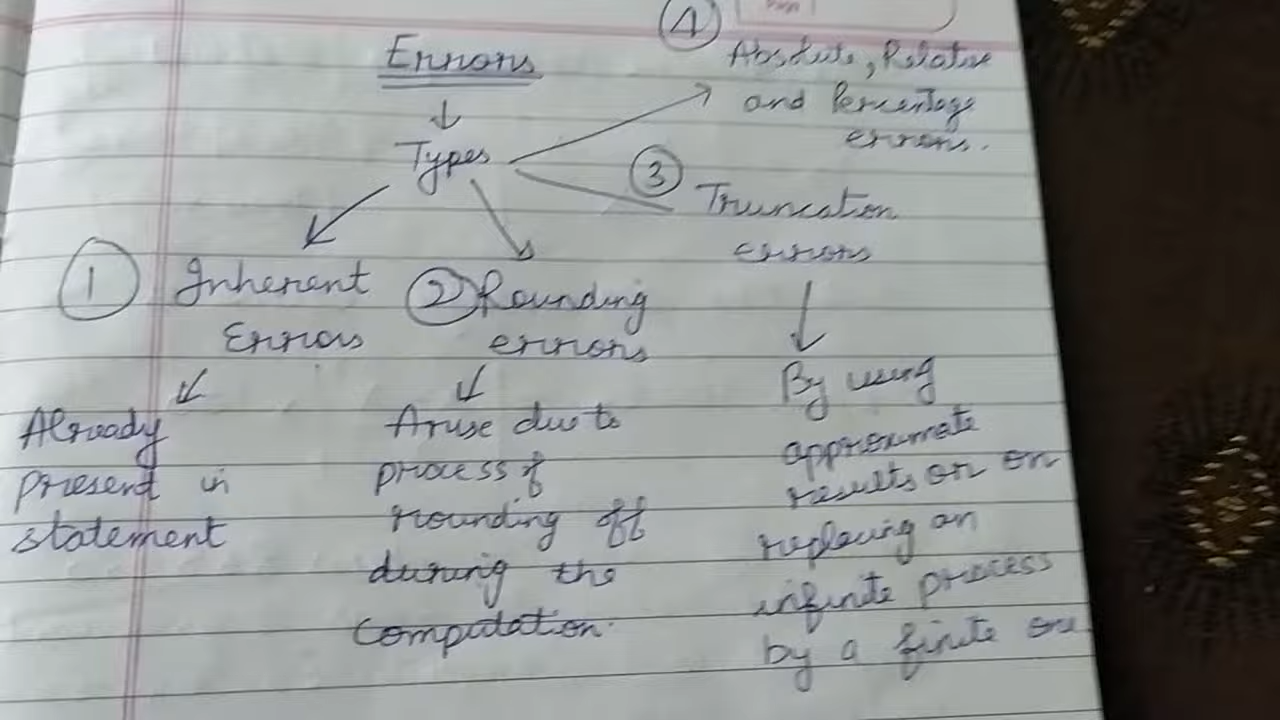 Errors
↓
Types
④
Absolute, Relative
and Percentage
errors.
③
Truncation
errors
① Inherent
Errors
② Rounding
errors
Already
present in
statement
Arise due to
process of
rounding off
during the
computation.
By using
approximate
results or on
replacing an
infinite process
by a finite one